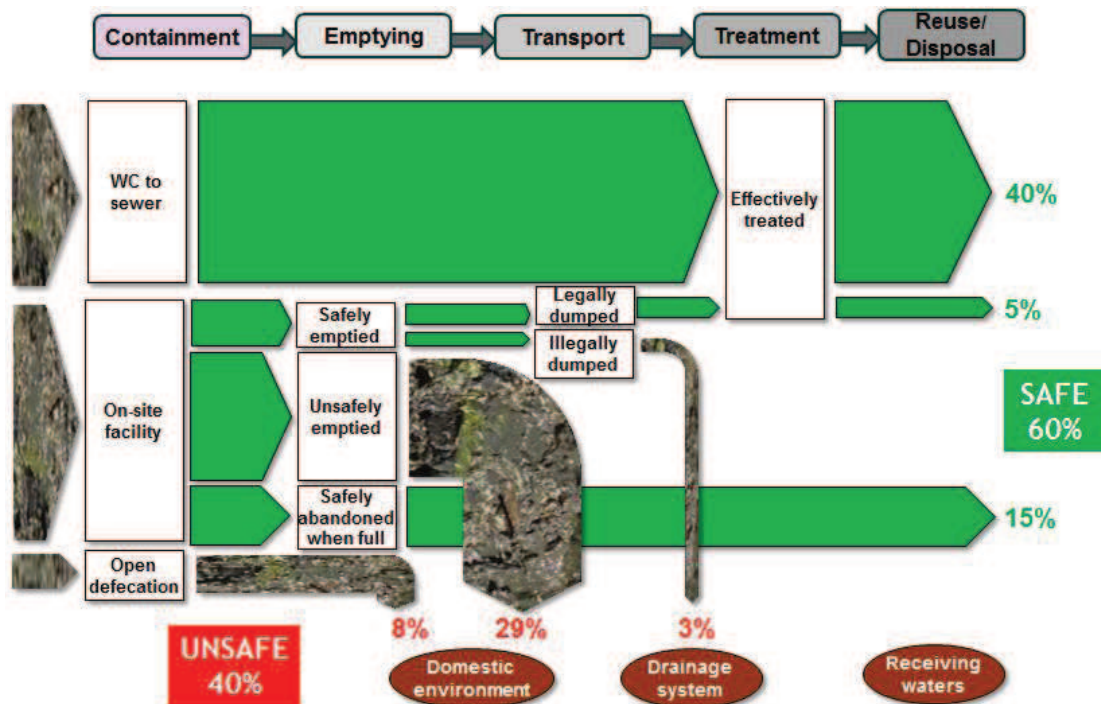 Containment
Emptying
Transport
Treatment
Reuse/
Disposal
WC to
sewer
Effectively
treated
40%
On-site
facility
Safely
emptied
Legally
dumped
5%
Illegally
dumped
Unsafely
emptied
SAFE
60%
Safely
abandoned
when full
15%
Open
defecation
UNSAFE
40%
8%
29%
3%
Domestic
environment
Drainage
system
Receiving
waters